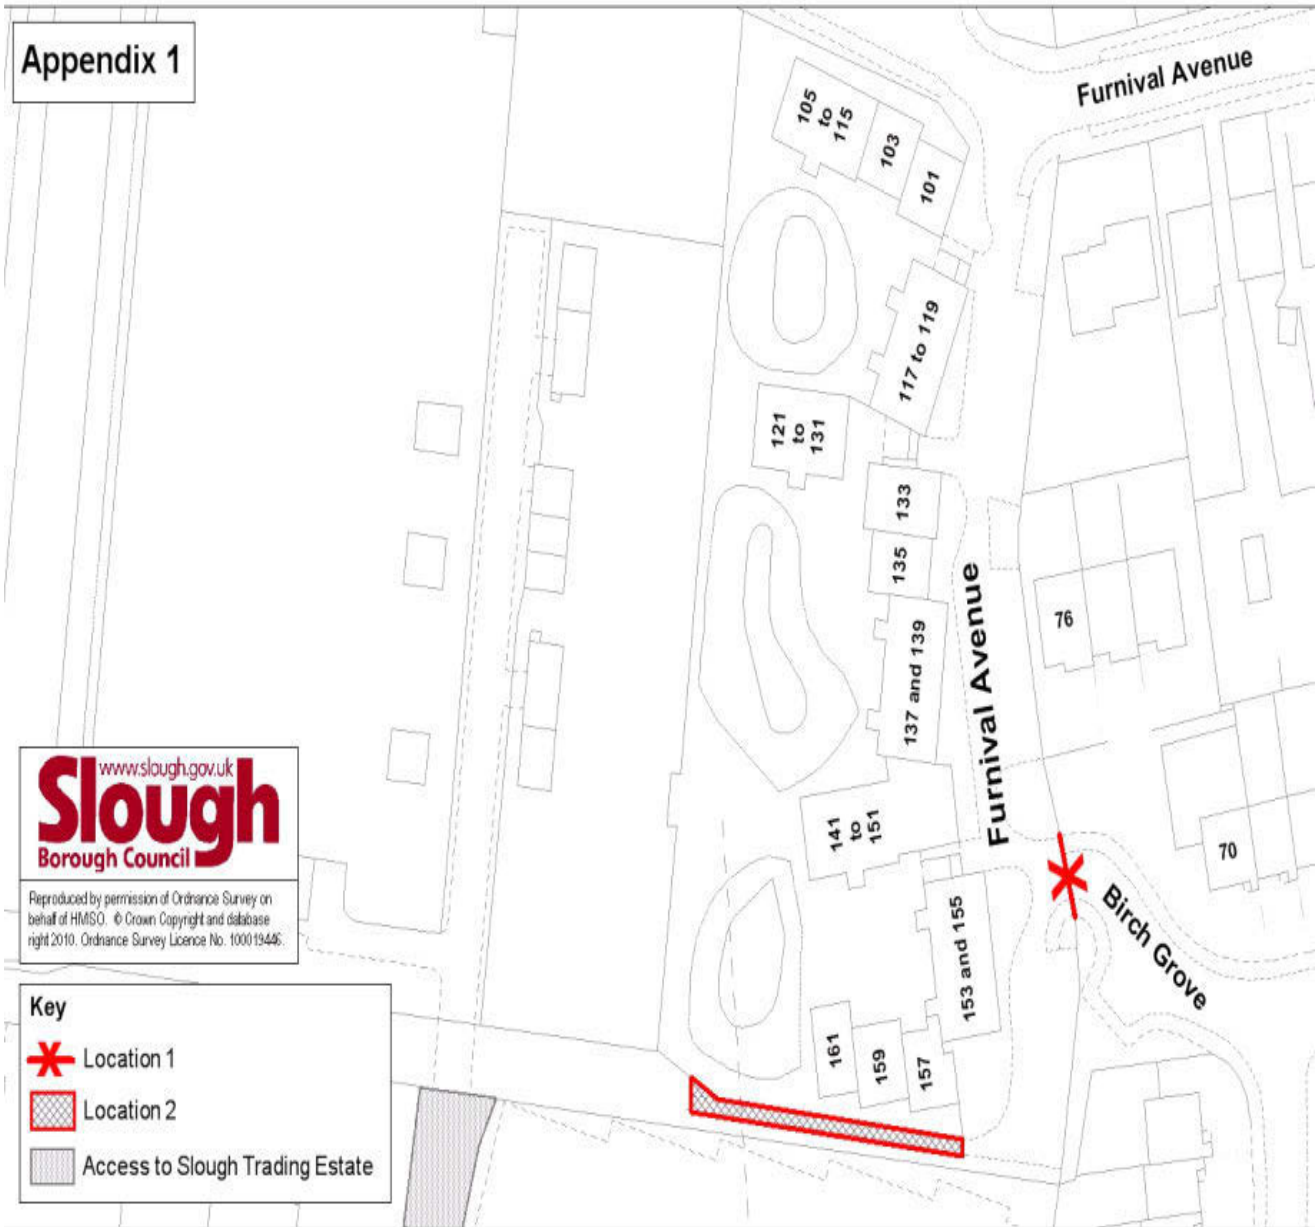 Appendix 1
Furnival Avenue
105
to
115
103
101
117 to 119
121
to
131
133
135
137 and 139
Furnival Avenue
76
141
to
151
70
Birch Grove
153 and 155
161
159
157
www.slough.gov.uk
Slough
Borough Council
Reproduced by permission of Ordnance Survey on
behalf of HMSO. © Crown Copyright and database
right 2010. Ordnance Survey Licence No. 100019446.
Key
Location 1
Location 2
Access to Slough Trading Estate